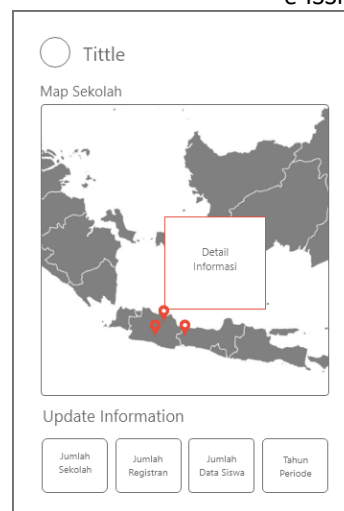 Tittle
Map Sekolah
Detail
Informasi
Update Information
Jumlah
Sekolah
Jumlah
Registran
Jumlah
Data Siswa
Tahun
Periode